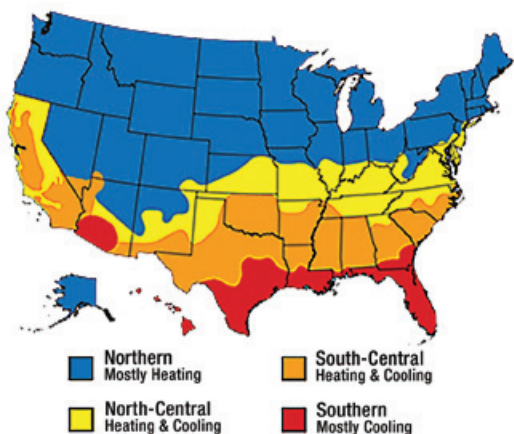 Northern
Mostly Heating
South-Central
Heating & Cooling
North-Central
Heating & Cooling
Southern
Mostly Cooling